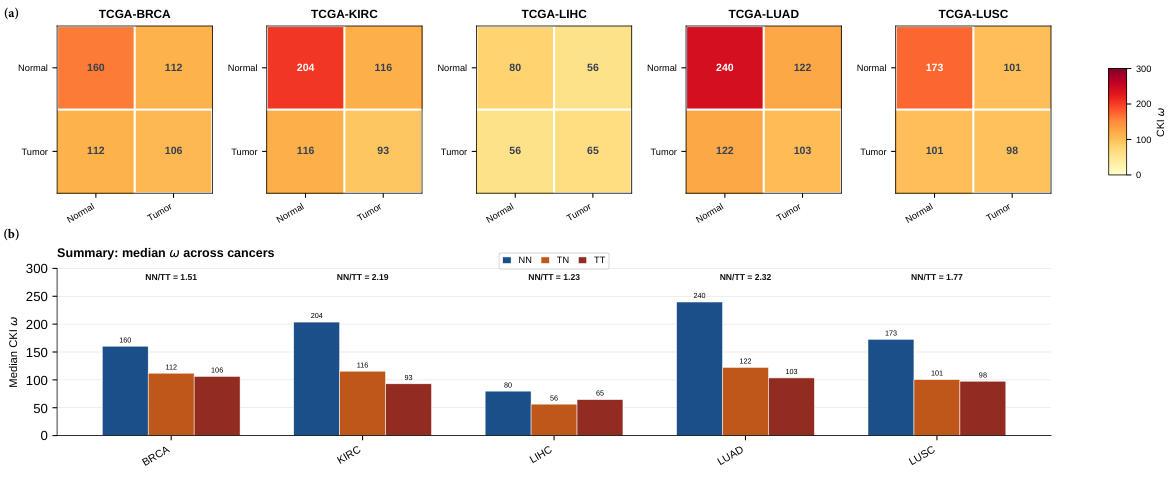 (a)
TCGA-BRCA
TCGA-KIRC
TCGA-LIHC
TCGA-LUAD
TCGA-LUSC
Normal
160
112
Tumor
112
106
Normal
Tumor
Normal
204
116
Tumor
116
93
Normal
Tumor
Normal
80
56
Tumor
56
65
Normal
Tumor
Normal
240
122
Tumor
122
103
Normal
Tumor
Normal
173
101
Tumor
101
98
Normal
Tumor
300
200
100
0
CKI ω
(b)
Summary: median ω across cancers
NN TN TT
Median CKI ω
300
250
200
150
100
50
0
NN/TT = 1.51
NN/TT = 2.19
NN/TT = 1.23
NN/TT = 2.32
NN/TT = 1.77
160
112
106
204
116
93
80
56
65
240
122
103
173
101
98
BRCA
KIRC
LIHC
LUAD
LUSC